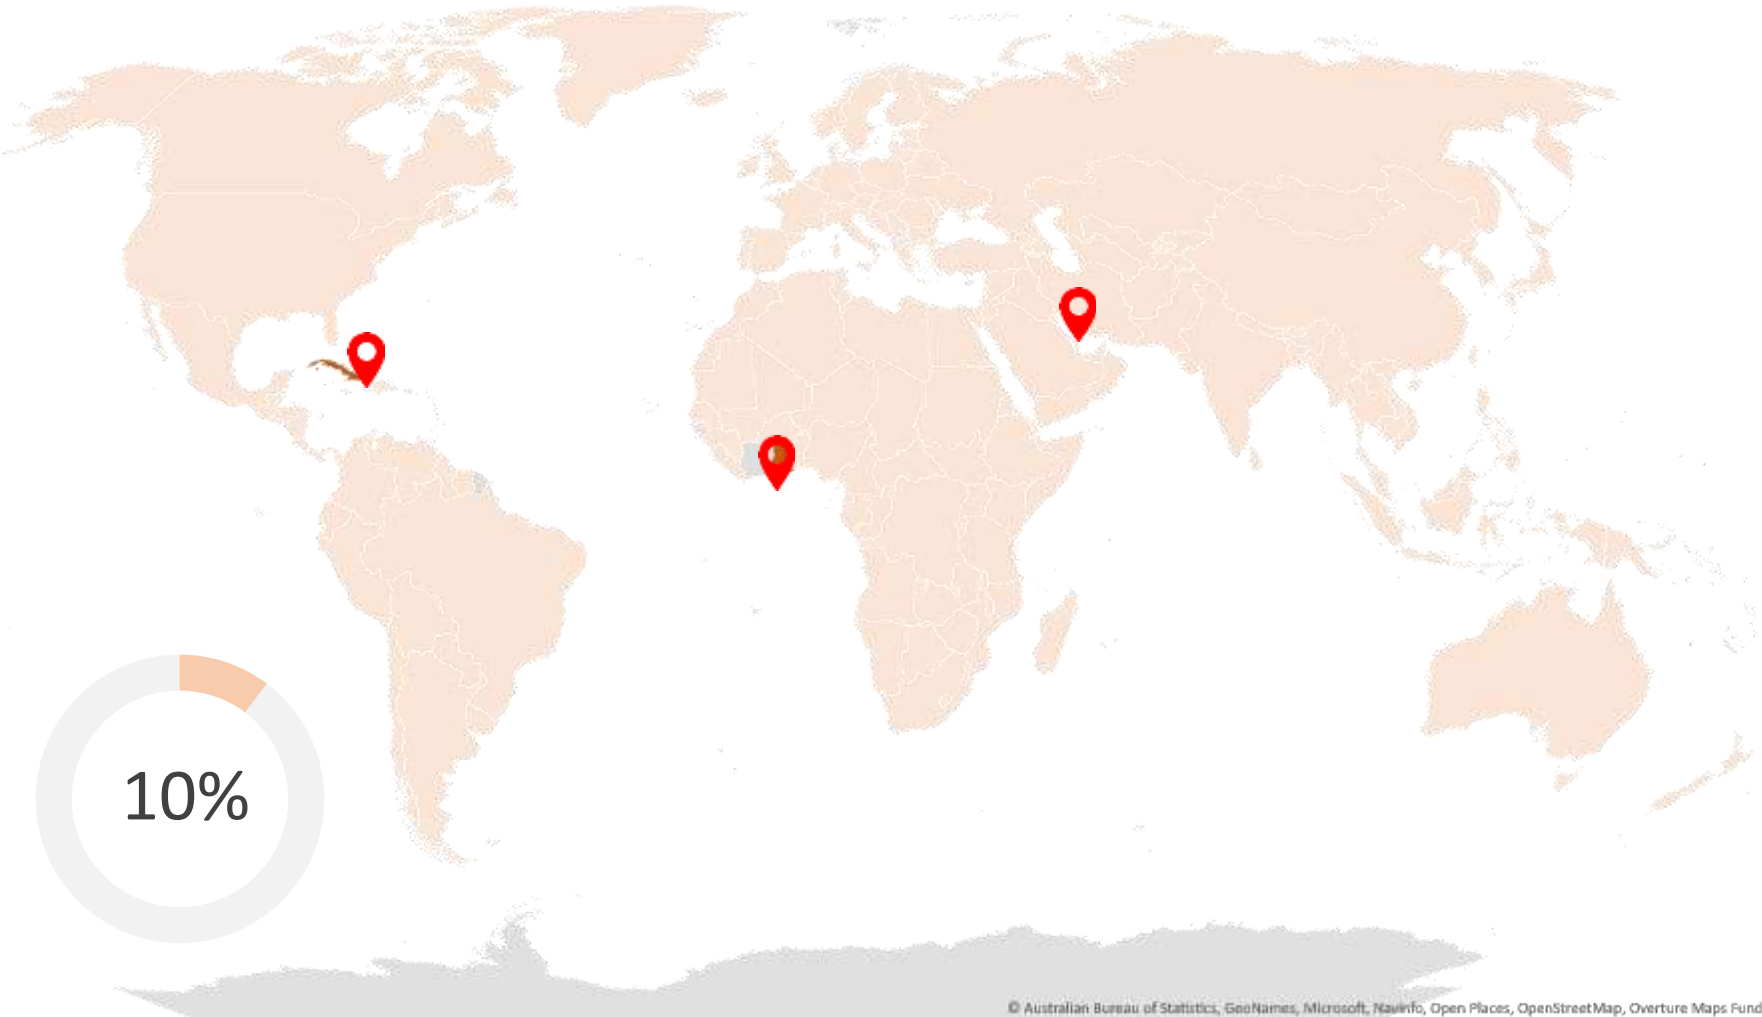 10%
© Australian Bureau of Statistics, GeoNames, Microsoft, Navinfo, Open Places, OpenStreetMap, Overture Maps Fund